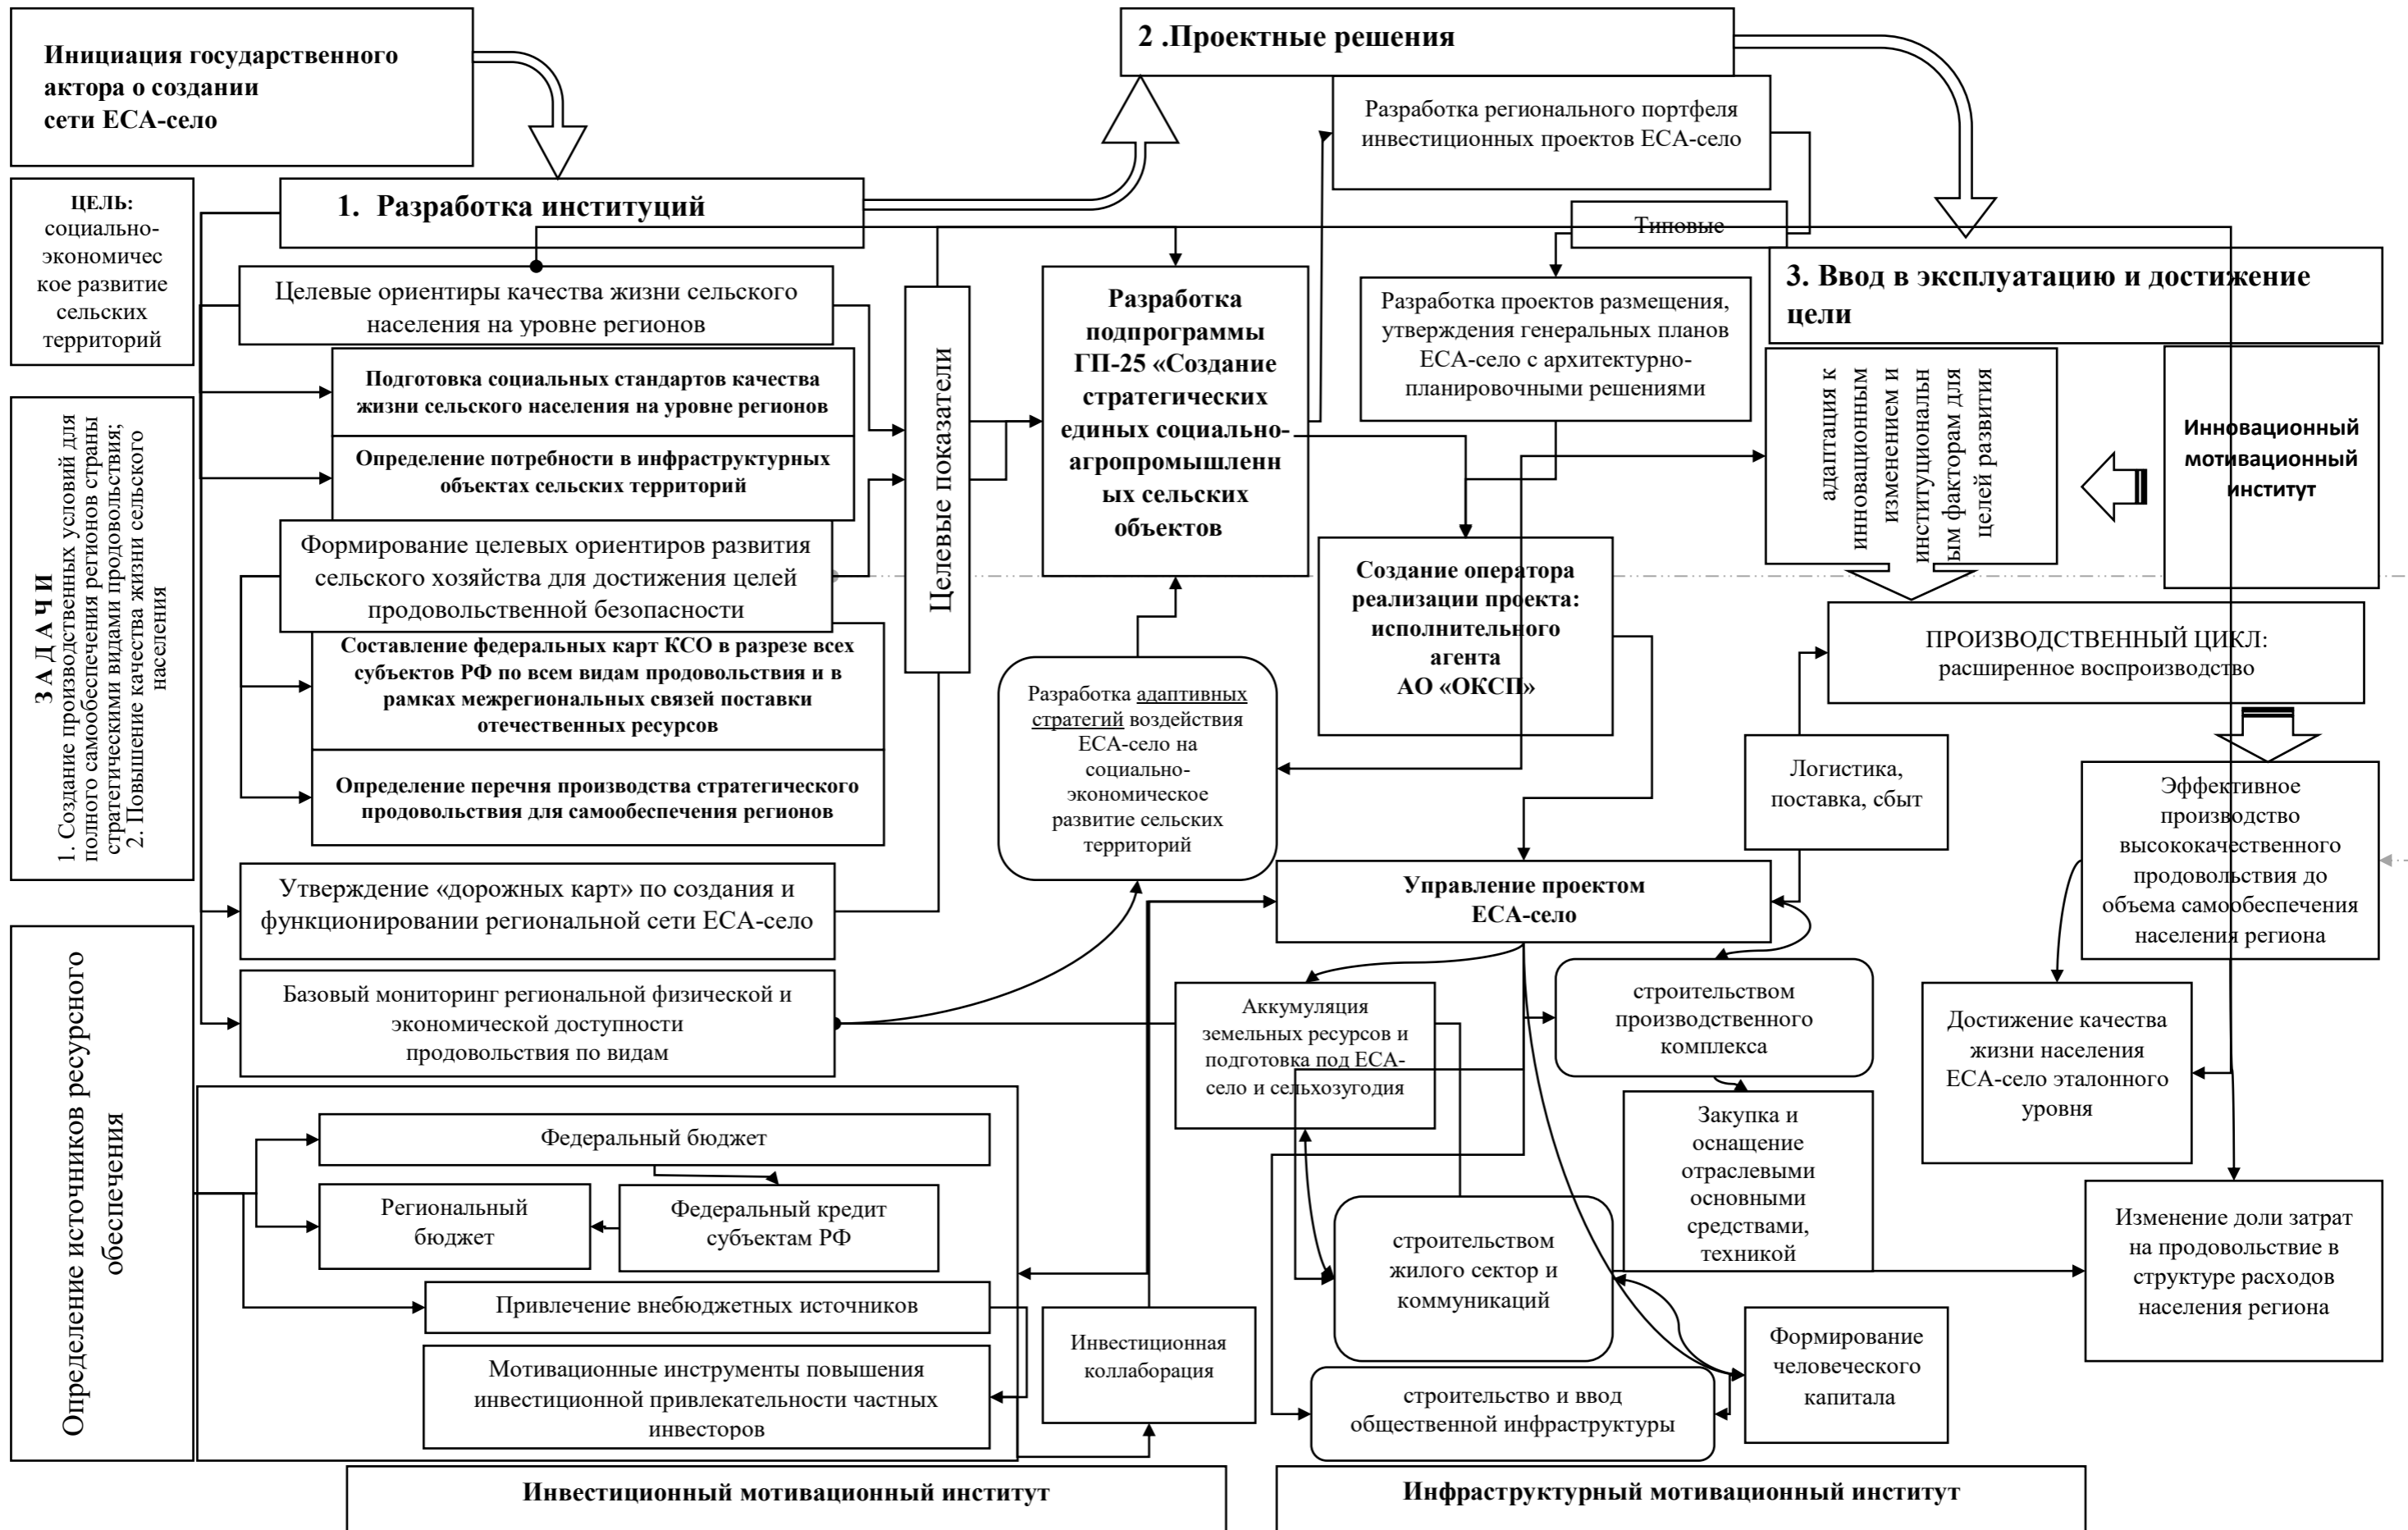 Инициация государственного
актора о создании
сети ЕСА-село
2 .Проектные решения
Разработка регионального портфеля
инвестиционных проектов ЕСА-село
ЦЕЛЬ:
социально-
экономичес
кое развитие
сельских
территорий
1. Разработка институций
Типовые
3. Ввод в эксплуатацию и достижение
цели
Целевые ориентиры качества жизни сельского
населения на уровне регионов
Подготовка социальных стандартов качества
жизни сельского населения на уровне регионов
Определение потребности в инфраструктурных
объектах сельских территорий
Формирование целевых ориентиров развития
сельского хозяйства для достижения целей
продовольственной безопасности
Составление федеральных карт КСО в разрезе всех
субъектов РФ по всем видам продовольствия и в
рамках межрегиональных связей поставки
отечественных ресурсов
Определение перечня производства стратегического
продовольствия для самообеспечения регионов
Утверждение «дорожных карт» по создания и
функционировании региональной сети ЕСА-село
Базовый мониторинг региональной физической и
экономической доступности
продовольствия по видам
Целевые показатели
Разработка
подпрограммы
ГП-25 «Создание
стратегических
единых социально-
агропромышленн
ых сельских
объектов
Разработка проектов размещения,
утверждения генеральных планов
ЕСА-село с архитектурно-
планировочными решениями
адаптация к
инновационным
изменением и
институциональн
ым факторам для
целей развития
Инновационный
мотивационный
институт
З А Д А Ч И
1. Создание производственных условий для
полного самообеспечения регионов страны
стратегическими видами продовольствия;
2. Повышение качества жизни сельского
населения
Создание оператора
реализации проекта:
исполнительного
агента
АО «ОКСП»
ПРОИЗВОДСТВЕННЫЙ ЦИКЛ:
расширенное воспроизводство
Разработка адаптивных
стратегий воздействия
ЕСА-село на
социально-
экономическое
развитие сельских
территорий
Логистика,
поставка, сбыт
Эффективное
производство
высококачественного
продовольствия до
объема самообеспечения
населения региона
Управление проектом
ЕСА-село
Аккумуляция
земельных ресурсов и
подготовка под ЕСА-
село и сельхозугодия
строительством
производственного
комплекса
Достижение качества
жизни населения
ЕСА-село эталонного
уровня
Определение источников ресурсного
обеспечения
Федеральный бюджет
Региональный
бюджет
Федеральный кредит
субъектам РФ
Привлечение внебюджетных источников
Мотивационные инструменты повышения
инвестиционной привлекательности частных
инвесторов
Инвестиционная
коллаборация
строительством
жилого сектор и
коммуникаций
Закупка и
оснащение
отраслевыми
основными
средствами,
техникой
Изменение доли затрат
на продовольствие в
структуре расходов
населения региона
строительство и ввод
общественной инфраструктуры
Формирование
человеческого
капитала
Инвестиционный мотивационный институт
Инфраструктурный мотивационный институт